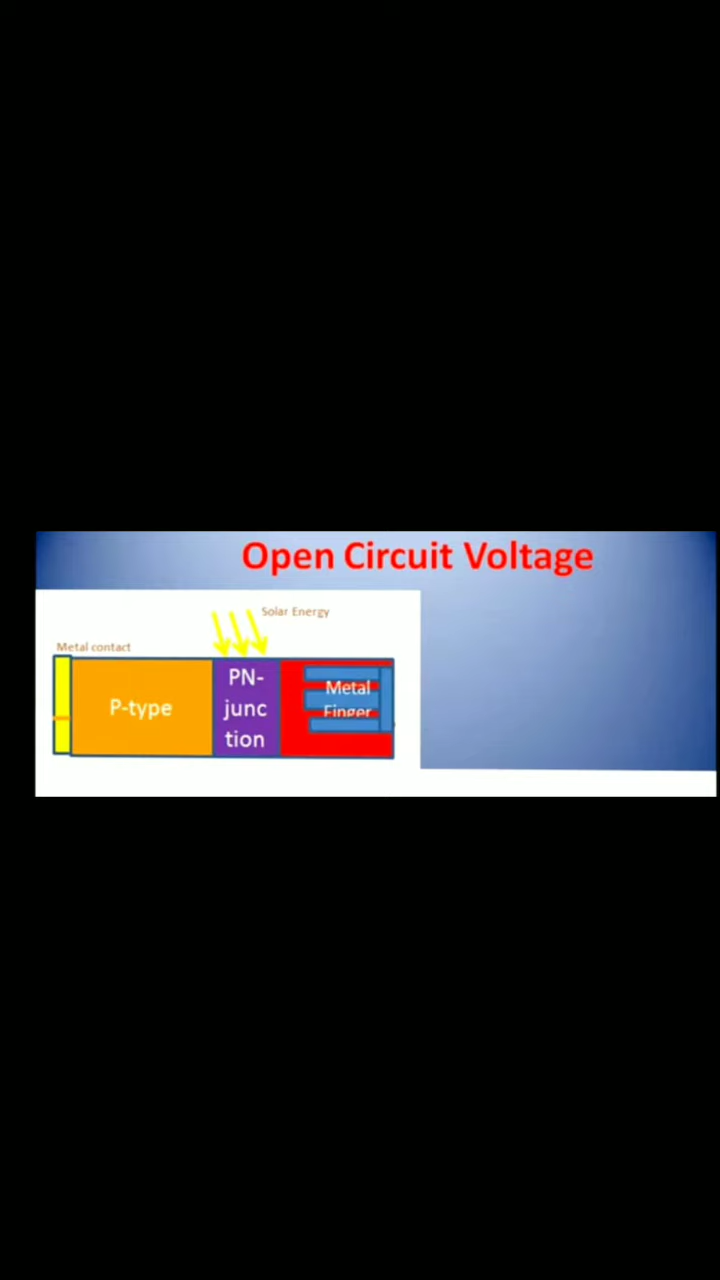 Open Circuit Voltage
Solar Energy
Metal contact
P-type
PN-
junc
tion
Metal
Finger